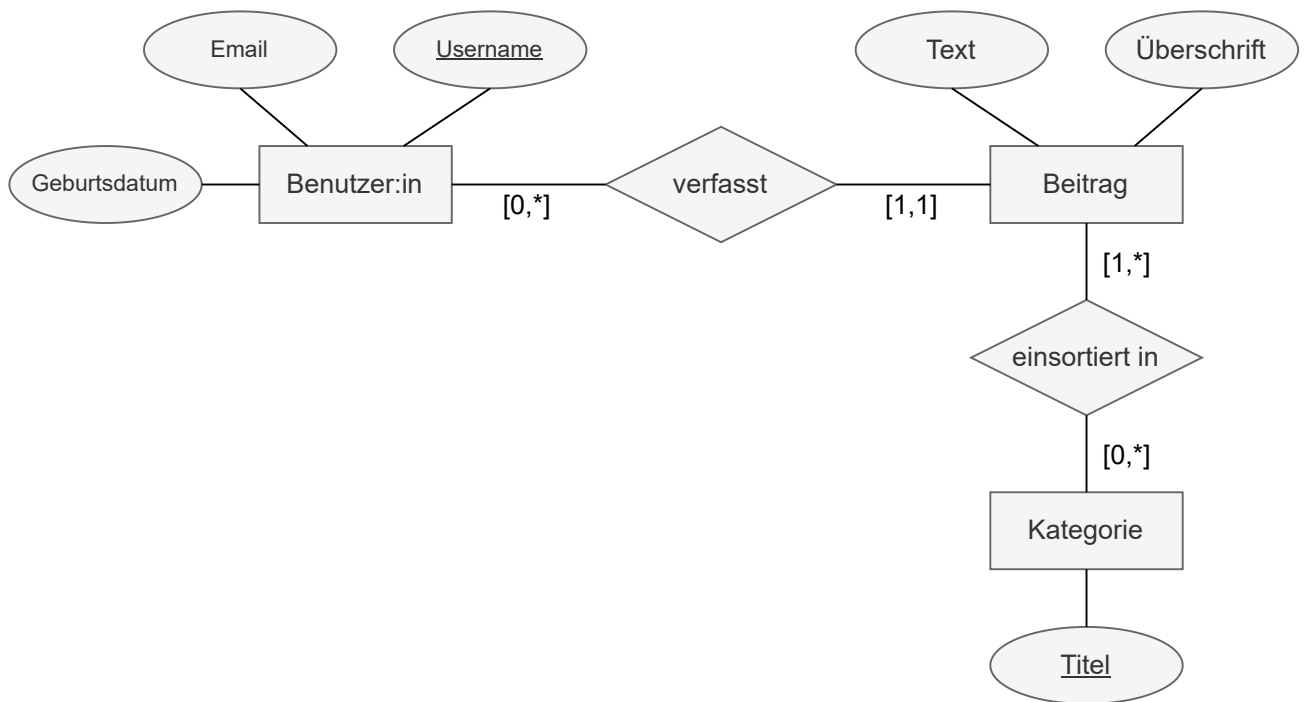 Email
Username
Text
Überschrift
Geburtsdatum
Benutzer:in
verfasst
Beitrag
[0,*]
[1,1]
[1,*]
einsortiert in
[0,*]
Kategorie
Titel